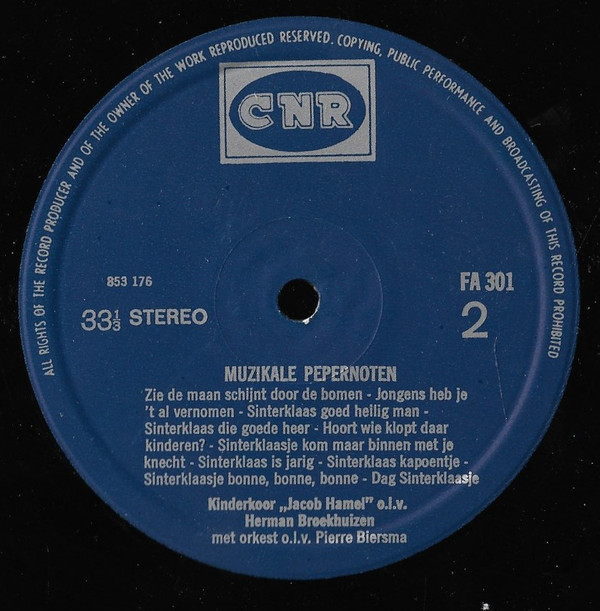 ALL RIGHTS OF THE RECORD PRODUCER AND OF THE OWNER OF THE WORK REPRODUCED RESERVED. COPYING, PUBLIC PERFORMANCE AND BROADCASTING OF THIS RECORD PROHIBITED
CNR
853 176
FA 301
33⅓ STEREO
2
MUZIKALE PEPERNOTEN
Zie de maan schijnt door de bomen - Jongens heb je
't al vernomen - Sinterklaas goed heilig man -
Sinterklaas die goede heer - Hoort wie klopt daar
kinderen? - Sinterklaasje kom maar binnen met je
knecht - Sinterklaas is jarig - Sinterklaas kapoentje -
Sinterklaasje bonne, bonne, bonne - Dag Sinterklaasje
Kinderkoor „Jacob Hamel" o.l.v.
Herman Broekhuizen
met orkest o.l.v. Pierre Biersma